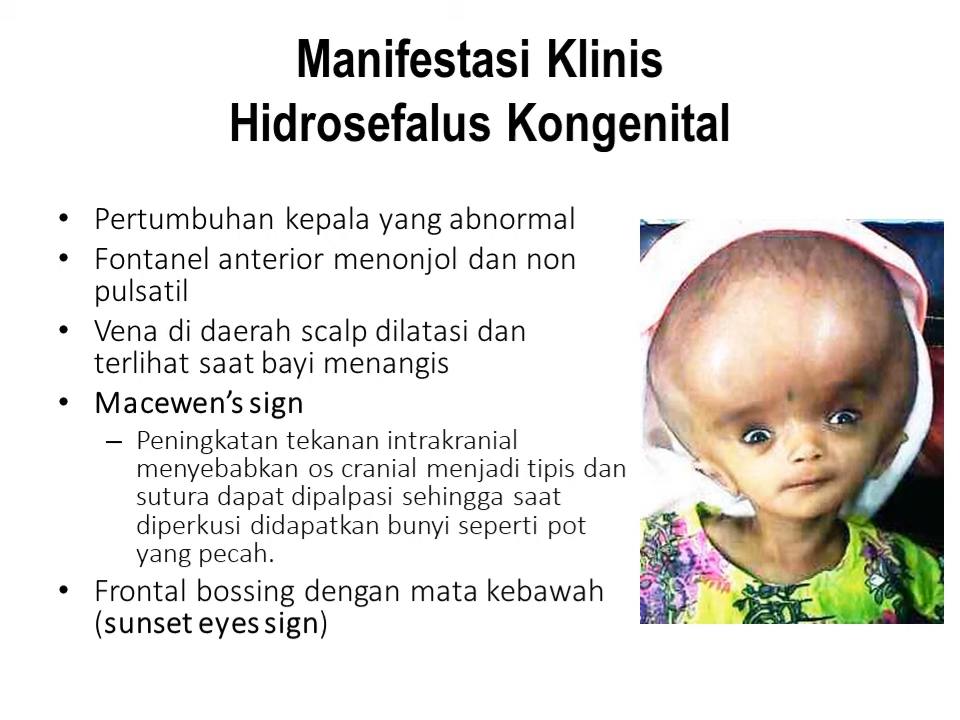 Manifestasi Klinis
Hidrosefalus Kongenital
• Pertumbuhan kepala yang abnormal
• Fontanel anterior menonjol dan non
pulsatil
• Vena di daerah scalp dilatasi dan
terlihat saat bayi menangis
• Macewen’s sign
– Peningkatan tekanan intrakranial
menyebabkan os cranial menjadi tipis dan
sutura dapat dipalpasi sehingga saat
diperkusi didapatkan bunyi seperti pot
yang pecah.
• Frontal bossing dengan mata kebawah
(sunset eyes sign)